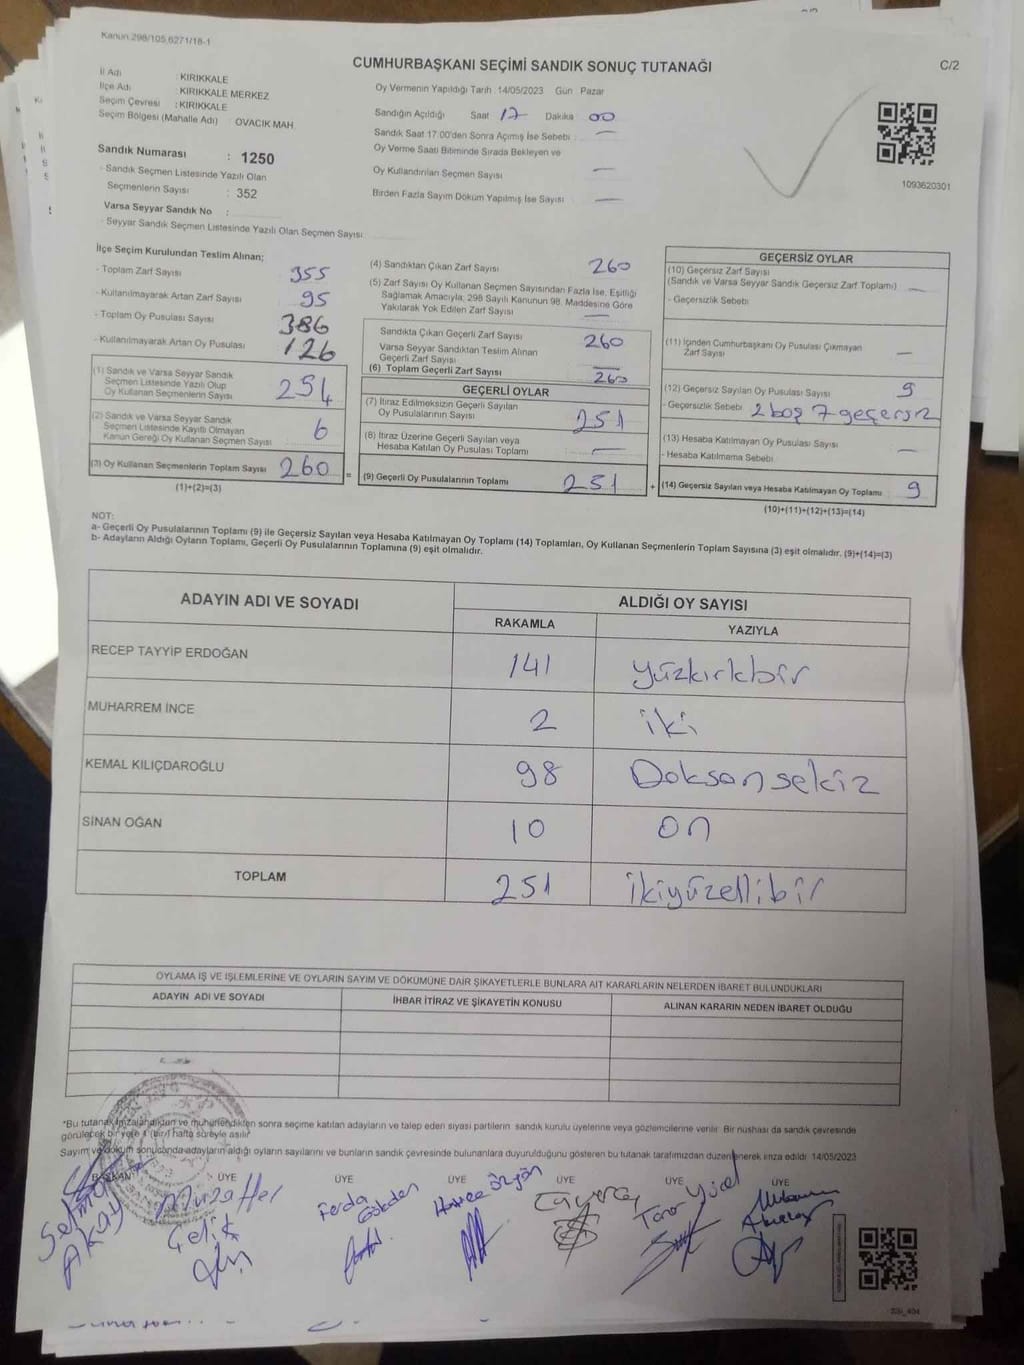 Kanun 298/105,6271/18-1
CUMHURBAŞKANI SEÇİMİ SANDIK SONUÇ TUTANAĞI
C/2
İl Adı : KIRIKKALE
İlçe Adı : KIRIKKALE MERKEZ
Seçim Çevresi : KIRIKKALE
Seçim Bölgesi (Mahalle Adı) : OVACIK MAH.
Sandık Numarası : 1250
- Sandık Seçmen Listesinde Yazılı Olan
Seçmenlerin Sayısı : 352
Varsa Seyyar Sandık No :
- Seyyar Sandık Seçmen Listesinde Yazılı Olan Seçmen Sayısı
Oy Vermenin Yapıldığı Tarih 14/05/2023 Gün Pazar
Sandığın Açıldığı Saat 17 Dakika 00
Sandık Saat 17.00'den Sonra Açımış İse Sebebi : —
Oy Verme Saati Bitiminde Sırada Bekleyen ve
Oy Kullandırılan Seçmen Sayısı —
Birden Fazla Sayım Döküm Yapılmış İse Sayısı —
1093620301
İlçe Seçim Kurulundan Teslim Alınan;
- Toplam Zarf Sayısı 355
- Kullanılmayarak Artan Zarf Sayısı 95
- Toplam Oy Pusulası Sayısı 386
- Kullanılmayarak Artan Oy Pusulası 126
(1) Sandık ve Varsa Seyyar Sandık
Seçmen Listesinde Yazılı Olup
Oy Kullanan Seçmenlerin Sayısı 254
(2) Sandık ve Varsa Seyyar Sandık
Seçmen Listesinde Kayıtlı Olmayan
Kanun Gereği Oy Kullanan Seçmen Sayısı 6
(3) Oy Kullanan Seçmenlerin Toplam Sayısı 260 =
(1)+(2)=(3)
(4) Sandıktan Çıkan Zarf Sayısı 260
(5) Zarf Sayısı Oy Kullanan Seçmen Sayısından Fazla İse, Eşitliği
Sağlamak Amacıyla, 298 Sayılı Kanunun 98. Maddesine Göre
Yakılarak Yok Edilen Zarf Sayısı —
Sandıkta Çıkan Geçerli Zarf Sayısı 260
Varsa Seyyar Sandıktan Teslim Alınan
Geçerli Zarf Sayısı —
(6) Toplam Geçerli Zarf Sayısı 260
GEÇERLİ OYLAR
(7) İtiraz Edilmeksizin Geçerli Sayılan
Oy Pusulalarının Sayısı 251
(8) İtiraz Üzerine Geçerli Sayılan veya
Hesaba Katılan Oy Pusulası Toplamı —
(9) Geçerli Oy Pusulalarının Toplamı 251 +
GEÇERSİZ OYLAR
(10) Geçersiz Zarf Sayısı
(Sandık ve Varsa Seyyar Sandık Geçersiz Zarf Toplamı) —
- Geçersizlik Sebebi
(11) İçinden Cumhurbaşkanı Oy Pusulası Çıkmayan
Zarf Sayısı —
(12) Geçersiz Sayılan Oy Pusulası Sayısı 9
- Geçersizlik Sebebi 2 boş 7 geçersiz
(13) Hesaba Katılmayan Oy Pusulası Sayısı —
- Hesaba Katılmama Sebebi
(14) Geçersiz Sayılan veya Hesaba Katılmayan Oy Toplamı 9
(10)+(11)+(12)+(13)=(14)
NOT:
a- Geçerli Oy Pusulalarının Toplamı (9) ile Geçersiz Sayılan veya Hesaba Katılmayan Oy Toplamı (14) Toplamları, Oy Kullanan Seçmenlerin Toplam Sayısına (3) eşit olmalıdır. (9)+(14)=(3)
b- Adayların Aldığı Oyların Toplamı, Geçerli Oy Pusulalarının Toplamına (9) eşit olmalıdır.
ADAYIN ADI VE SOYADI
ALDIĞI OY SAYISI
RAKAMLA YAZIYLA
RECEP TAYYİP ERDOĞAN 141 yüzkırkbir
MUHARREM İNCE 2 iki
KEMAL KILIÇDAROĞLU 98 Doksansekiz
SİNAN OĞAN 10 on
TOPLAM 251 ikiyüzellibir
OYLAMA İŞ VE İŞLEMLERİNE VE OYLARIN SAYIM VE DÖKÜMÜNE DAİR ŞİKAYETLERLE BUNLARA AİT KARARLARIN NELERDEN İBARET BULUNDUKLARI
ADAYIN ADI VE SOYADI İHBAR İTİRAZ VE ŞİKAYETİN KONUSU ALINAN KARARIN NEDEN İBARET OLDUĞU
*Bu tutanak imzalandıktan ve mühürlendikten sonra seçime katılan adayların ve talep eden siyasi partilerin sandık kurulu üyelerine veya gözlemcilerine verilir. Bir nüshası da sandık çevresinde
görülecek bir yere 1 (bir) hafta süreyle asılır
Sayım ve döküm sonucunda adayların aldığı oyların sayılarını ve bunların sandık çevresinde bulunanlara duyurulduğunu gösteren bu tutanak tarafımızdan düzenlenerek imza edildi. 14/05/2023
BAŞKAN ÜYE ÜYE ÜYE ÜYE ÜYE ÜYE
Selma Muzaffer Ferda
Akay Çelik Gökden